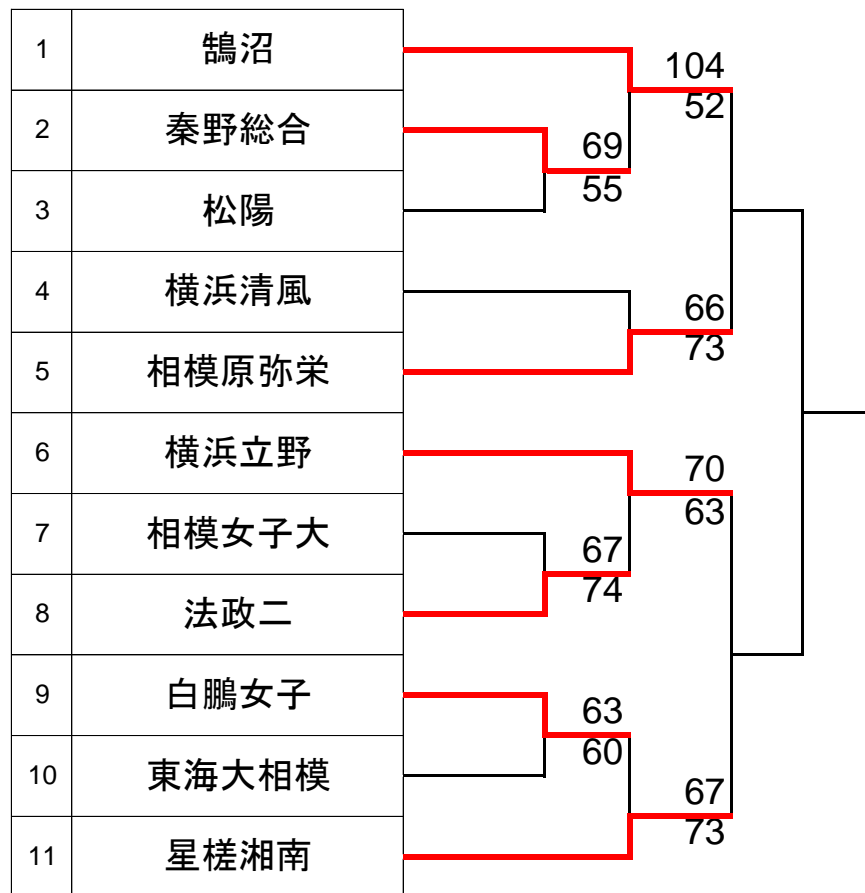 1 鵠沼
104
52
2 秦野総合
69
55
3 松陽
4 横浜清風
66
73
5 相模原弥栄
6 横浜立野
70
63
7 相模女子大
67
74
8 法政二
9 白鵬女子
63
60
10 東海大相模
67
73
11 星槎湘南